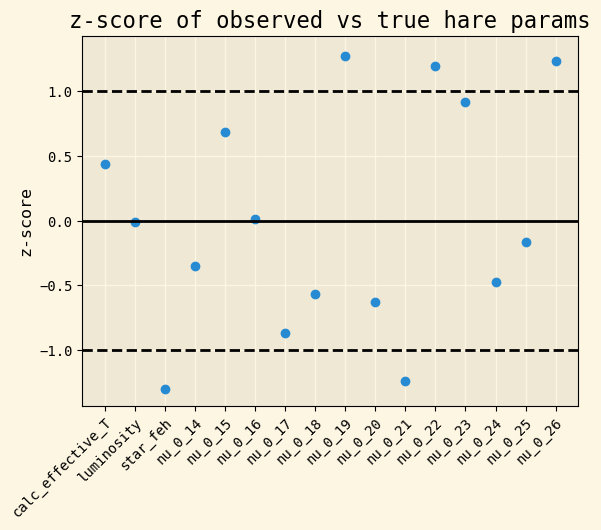 z-score of observed vs true hare params
z-score
1.0
0.5
0.0
−0.5
−1.0
calc_effective_T
luminosity
star_feh
nu_0_14
nu_0_15
nu_0_16
nu_0_17
nu_0_18
nu_0_19
nu_0_20
nu_0_21
nu_0_22
nu_0_23
nu_0_24
nu_0_25
nu_0_26